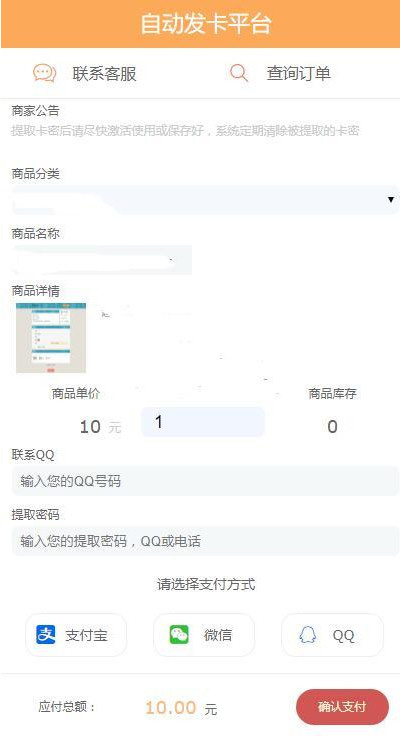 自动发卡平台
联系客服 查询订单
商家公告
提取卡密后请尽快激活使用或保存好，系统定期清除被提取的卡密
商品分类
商品名称
商品详情
商品单价 商品库存
10 元 1 0
联系QQ
输入您的QQ号码
提取密码
输入您的提取密码，QQ或电话
请选择支付方式
支付宝 微信 QQ
应付总额： 10.00 元 确认支付